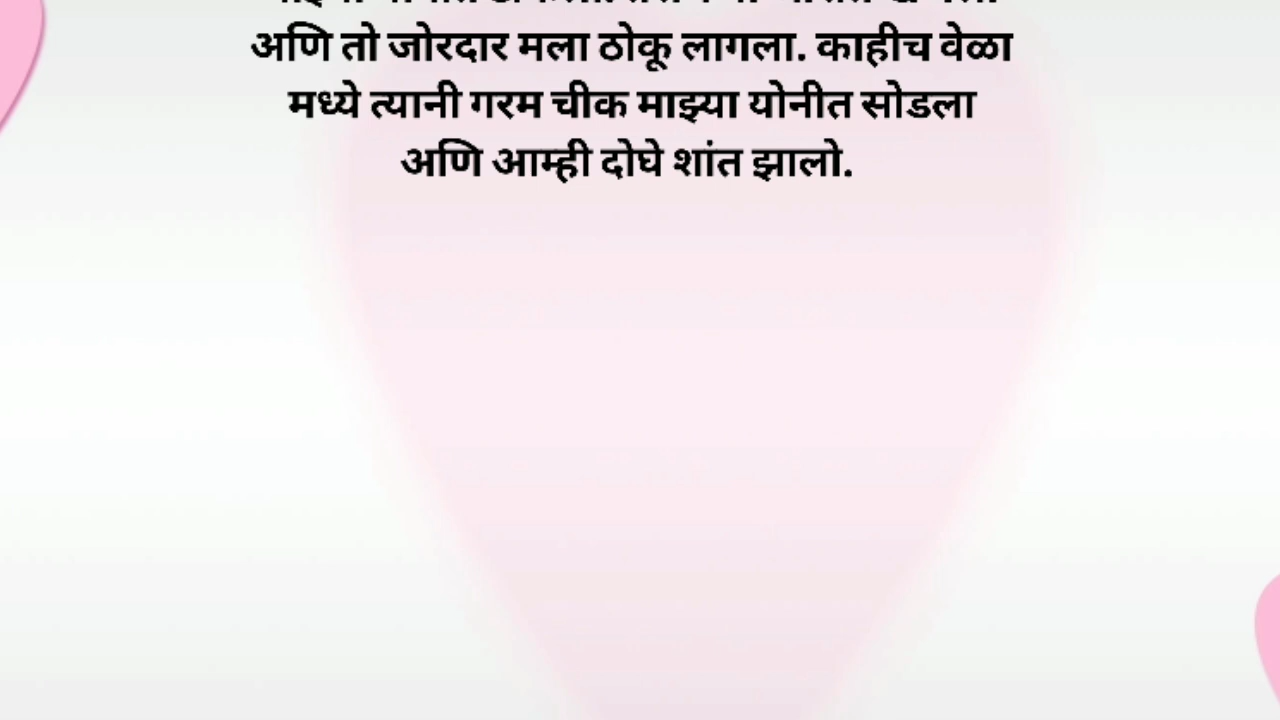 अणि तो जोरदार मला ठोकू लागला. काहीच वेळा
मध्ये त्यानी गरम चीक माझ्या योनीत सोडला
अणि आम्ही दोघे शांत झालो.